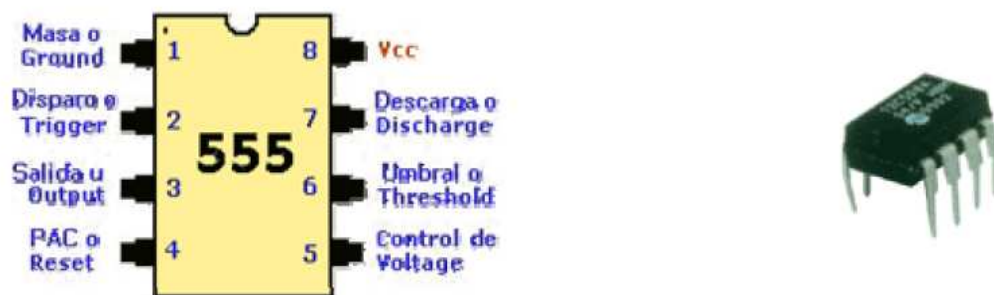 Masa o
Ground
1
8
Vcc
Disparo o
Trigger
2
7
Descarga o
Discharge
555
Salida u
Output
3
6
Umbral o
Threshold
PAC o
Reset
4
5
Control de
Voltage